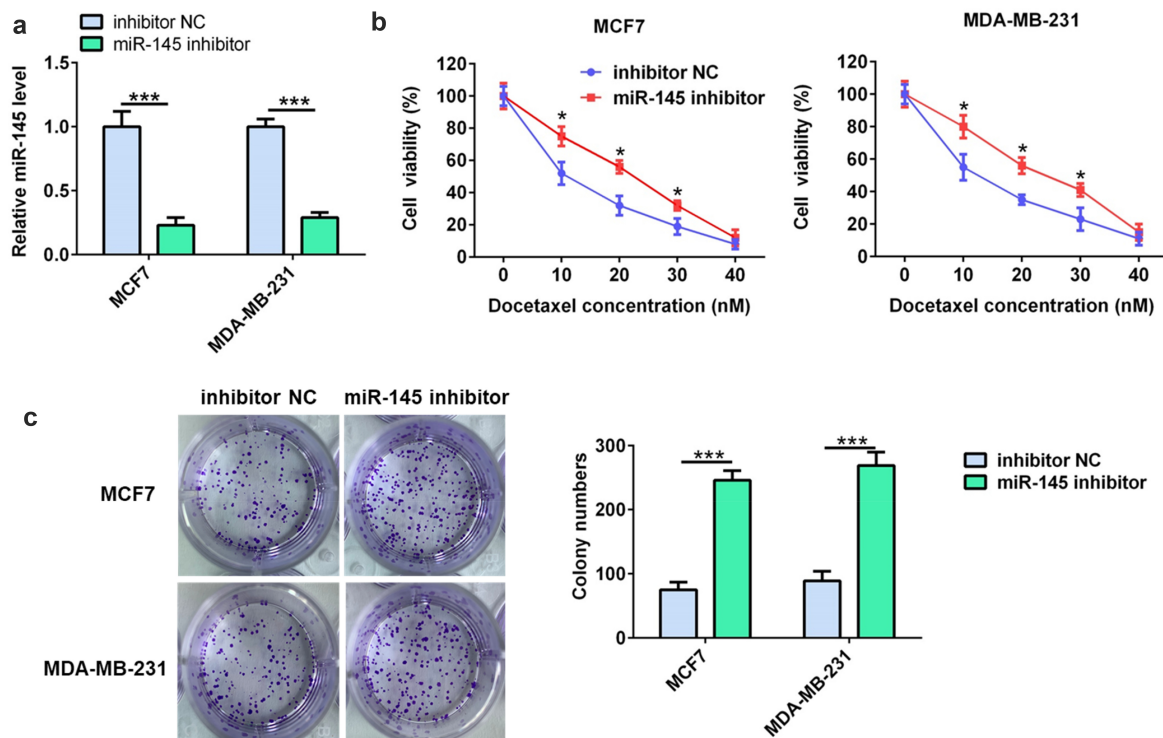 a
inhibitor NC
miR-145 inhibitor
Relative miR-145 level
1.5
1.0
0.5
0.0
***
***
MCF7
MDA-MB-231
b
MCF7
inhibitor NC
miR-145 inhibitor
Cell viability (%)
120
100
80
60
40
20
0
*
*
*
0 10 20 30 40
Docetaxel concentration (nM)
MDA-MB-231
Cell viability (%)
120
100
80
60
40
20
0
*
*
*
0 10 20 30 40
Docetaxel concentration (nM)
c
inhibitor NC miR-145 inhibitor
MCF7
MDA-MB-231
Colony numbers
300
200
100
0
***
***
MCF7
MDA-MB-231
inhibitor NC
miR-145 inhibitor